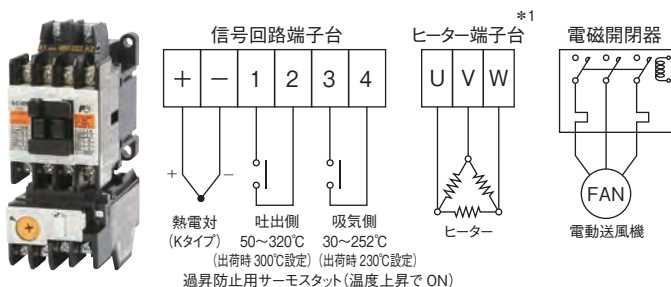 信号回路端子台
＋ － 1 2 3 4
＋ －
熱電対
(Kタイプ)
吐出側
50～320℃
(出荷時300℃設定)
吸気側
30～252℃
(出荷時230℃設定)
過昇防止用サーモスタット(温度上昇でON)
ヒーター端子台
*1
U V W
ヒーター
電磁開閉器
FAN
電動送風機